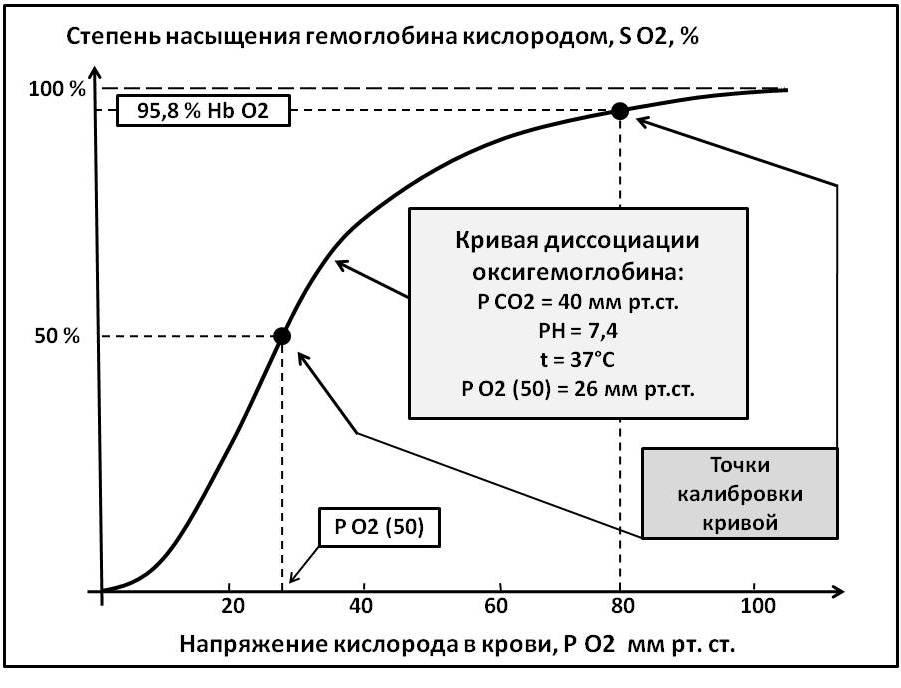 Степень насыщения гемоглобина кислородом, S O2, %
100 %
95,8 % Hb O2
Кривая диссоциации
оксигемоглобина:
P CO2 = 40 мм рт.ст.
PH = 7,4
t = 37°C
P O2 (50) = 26 мм рт.ст.
50 %
Точки
калибровки
кривой
P O2 (50)
20 40 60 80 100
Напряжение кислорода в крови, P O2 мм рт. ст.